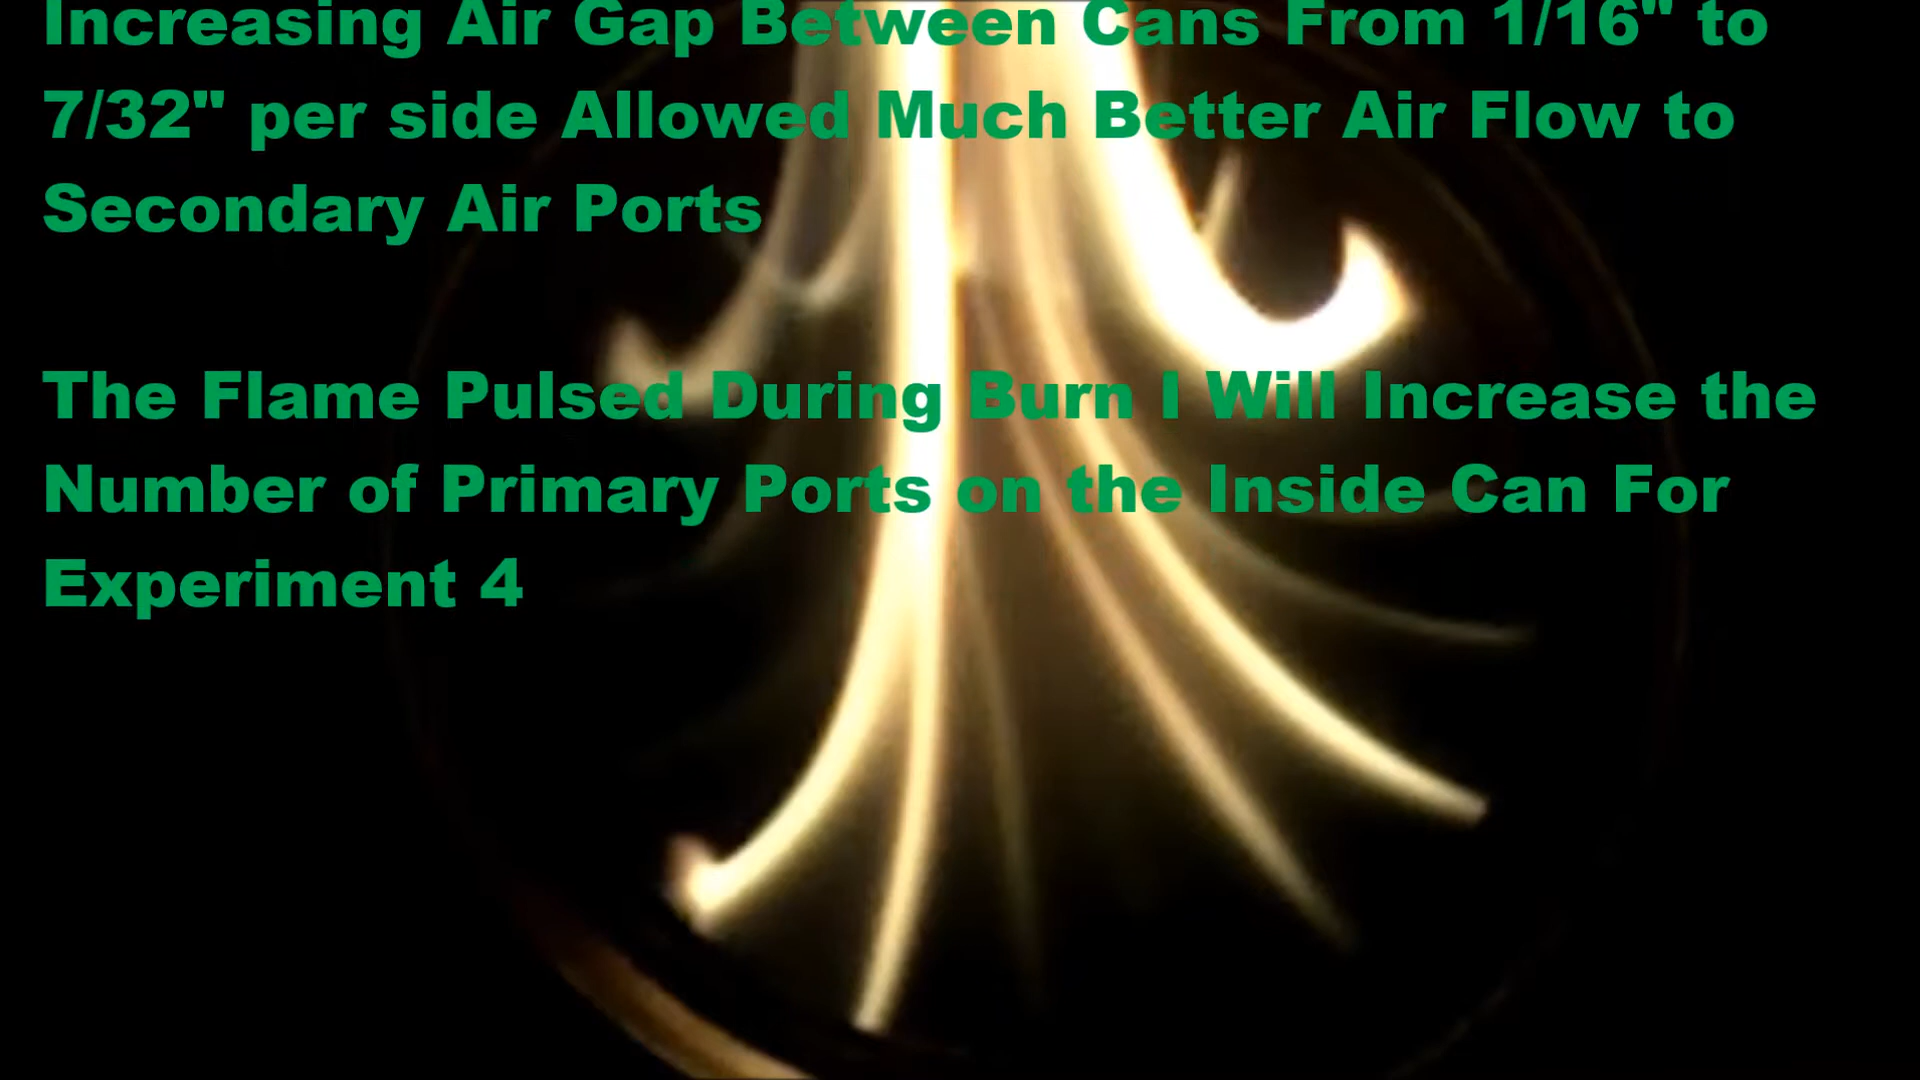 Increasing Air Gap Between Cans From 1/16" to
7/32" per side Allowed Much Better Air Flow to
Secondary Air Ports
The Flame Pulsed During Burn I Will Increase the
Number of Primary Ports on the Inside Can For
Experiment 4